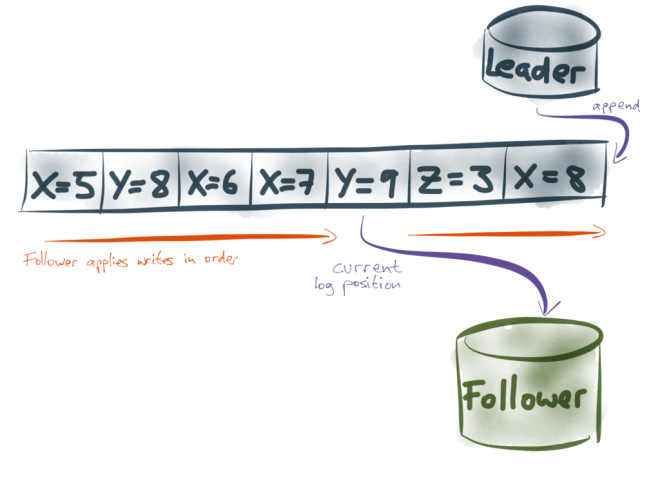 Leader
append
X=5 Y=8 X=6 X=7 Y=9 Z=3 X=8
Follower applies writes in order
current
log position
Follower